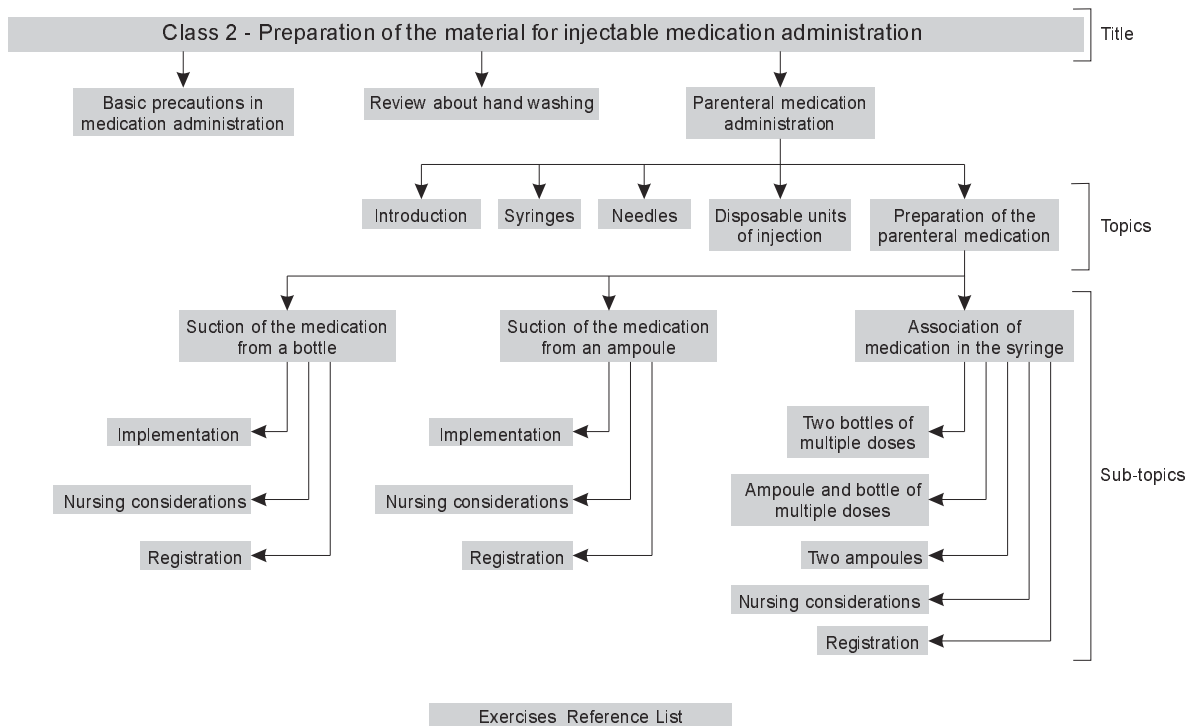 Class 2 - Preparation of the material for injectable medication administration
Title
Basic precautions in
medication administration
Review about hand washing
Parenteral medication
administration
Introduction
Syringes
Needles
Disposable units
of injection
Preparation of the
parenteral medication
Topics
Suction of the medication
from a bottle
Suction of the medication
from an ampoule
Association of
medication in the syringe
Implementation
Nursing considerations
Registration
Implementation
Nursing considerations
Registration
Two bottles of
multiple doses
Ampoule and bottle of
multiple doses
Two ampoules
Nursing considerations
Registration
Sub-topics
Exercises Reference List